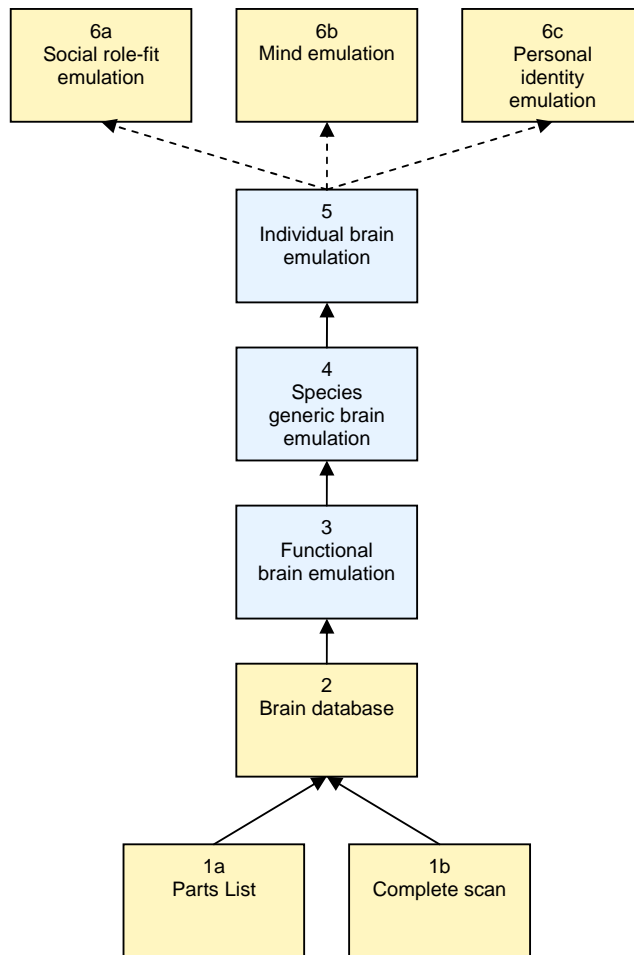 6a
Social role-fit
emulation
6b
Mind emulation
6c
Personal
identity
emulation
5
Individual brain
emulation
4
Species
generic brain
emulation
3
Functional
brain emulation
2
Brain database
1a
Parts List
1b
Complete scan